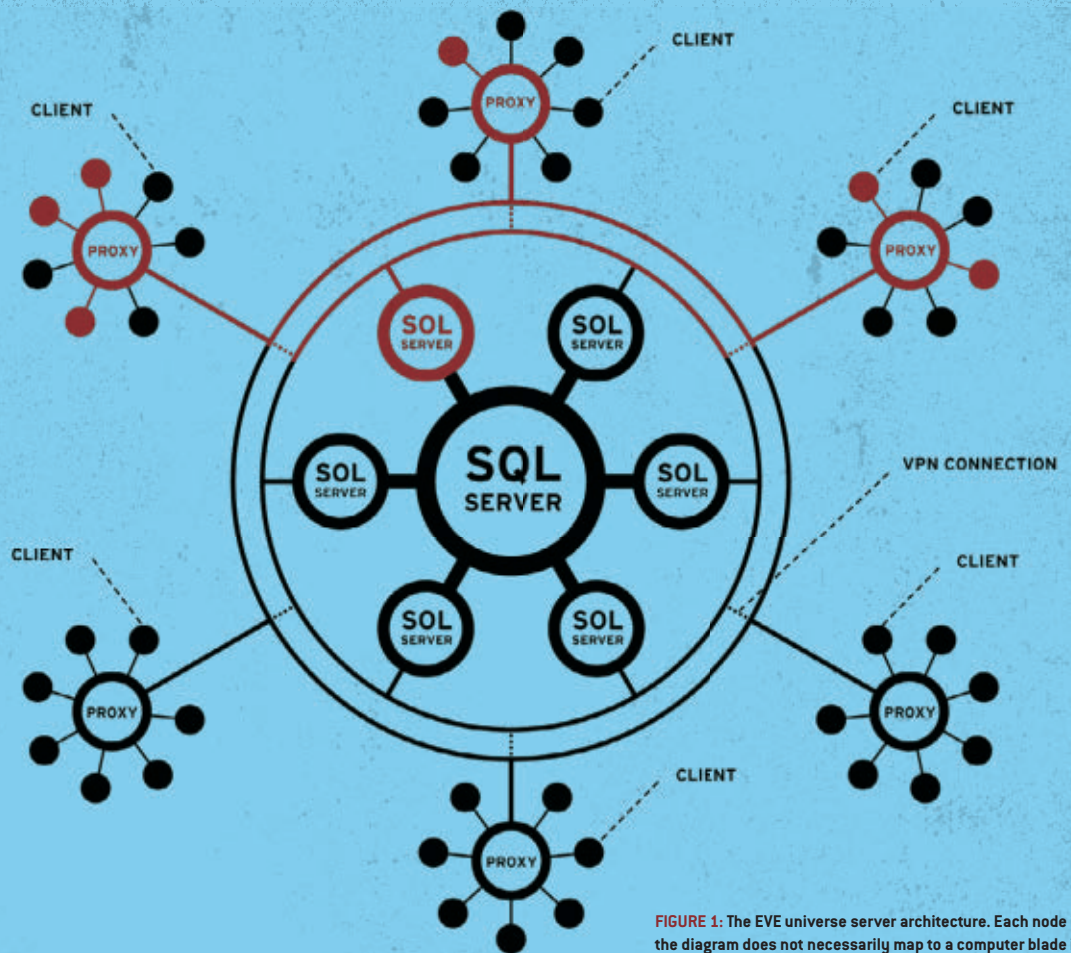 CLIENT
PROXY
CLIENT
CLIENT
PROXY
PROXY
SOL
SERVER
SOL
SERVER
SQL
SERVER
SOL
SERVER
SOL
SERVER
VPN CONNECTION
CLIENT
CLIENT
SOL
SERVER
SOL
SERVER
PROXY
PROXY
CLIENT
PROXY
FIGURE 1: The EVE universe server architecture. Each node
the diagram does not necessarily map to a computer blade